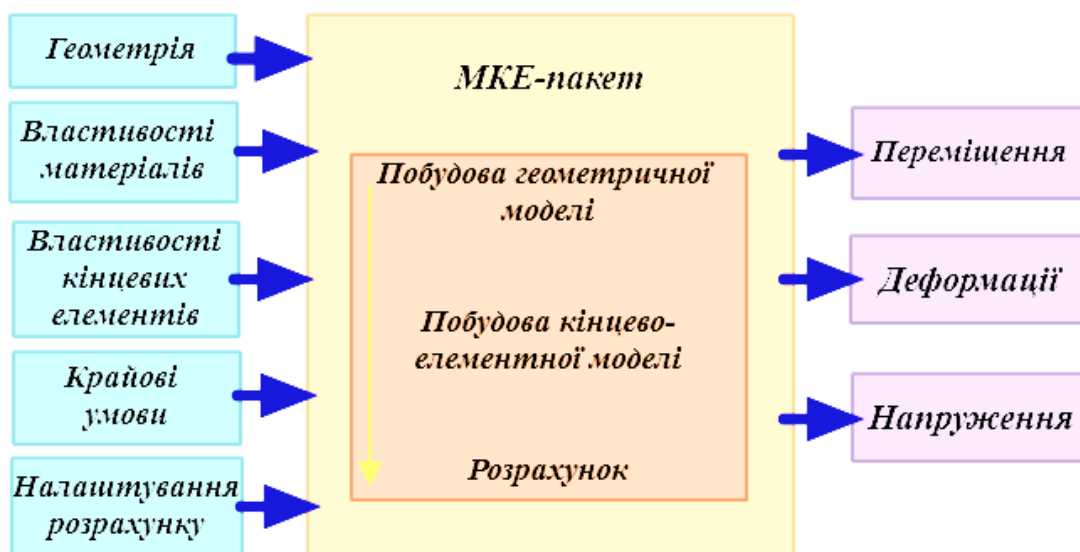 Геометрія
Властивості
матеріалів
Властивості
кінцевих
елементів
Крайові
умови
Налаштування
розрахунку
МКЕ-пакет
Побудова геометричної
моделі
Побудова кінцево-
елементної моделі
Розрахунок
Переміщення
Деформації
Напруження